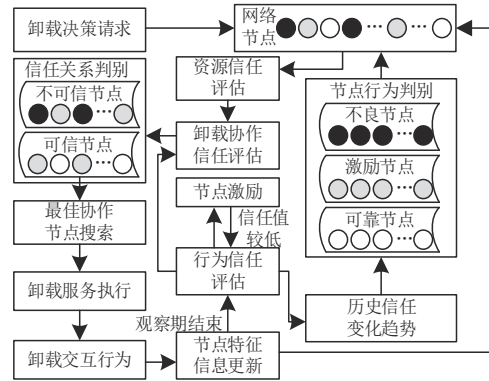 卸载决策请求
网络
节点
…
…
信任关系判别
不可信节点
…
可信节点
…
资源信任
评估
卸载协作
信任评估
节点行为判别
不良节点
…
激励节点
…
可靠节点
…
节点激励
信任值
较低
最佳协作
节点搜索
行为信任
评估
卸载服务执行
历史信任
变化趋势
观察期结束
卸载交互行为
节点特征
信息更新